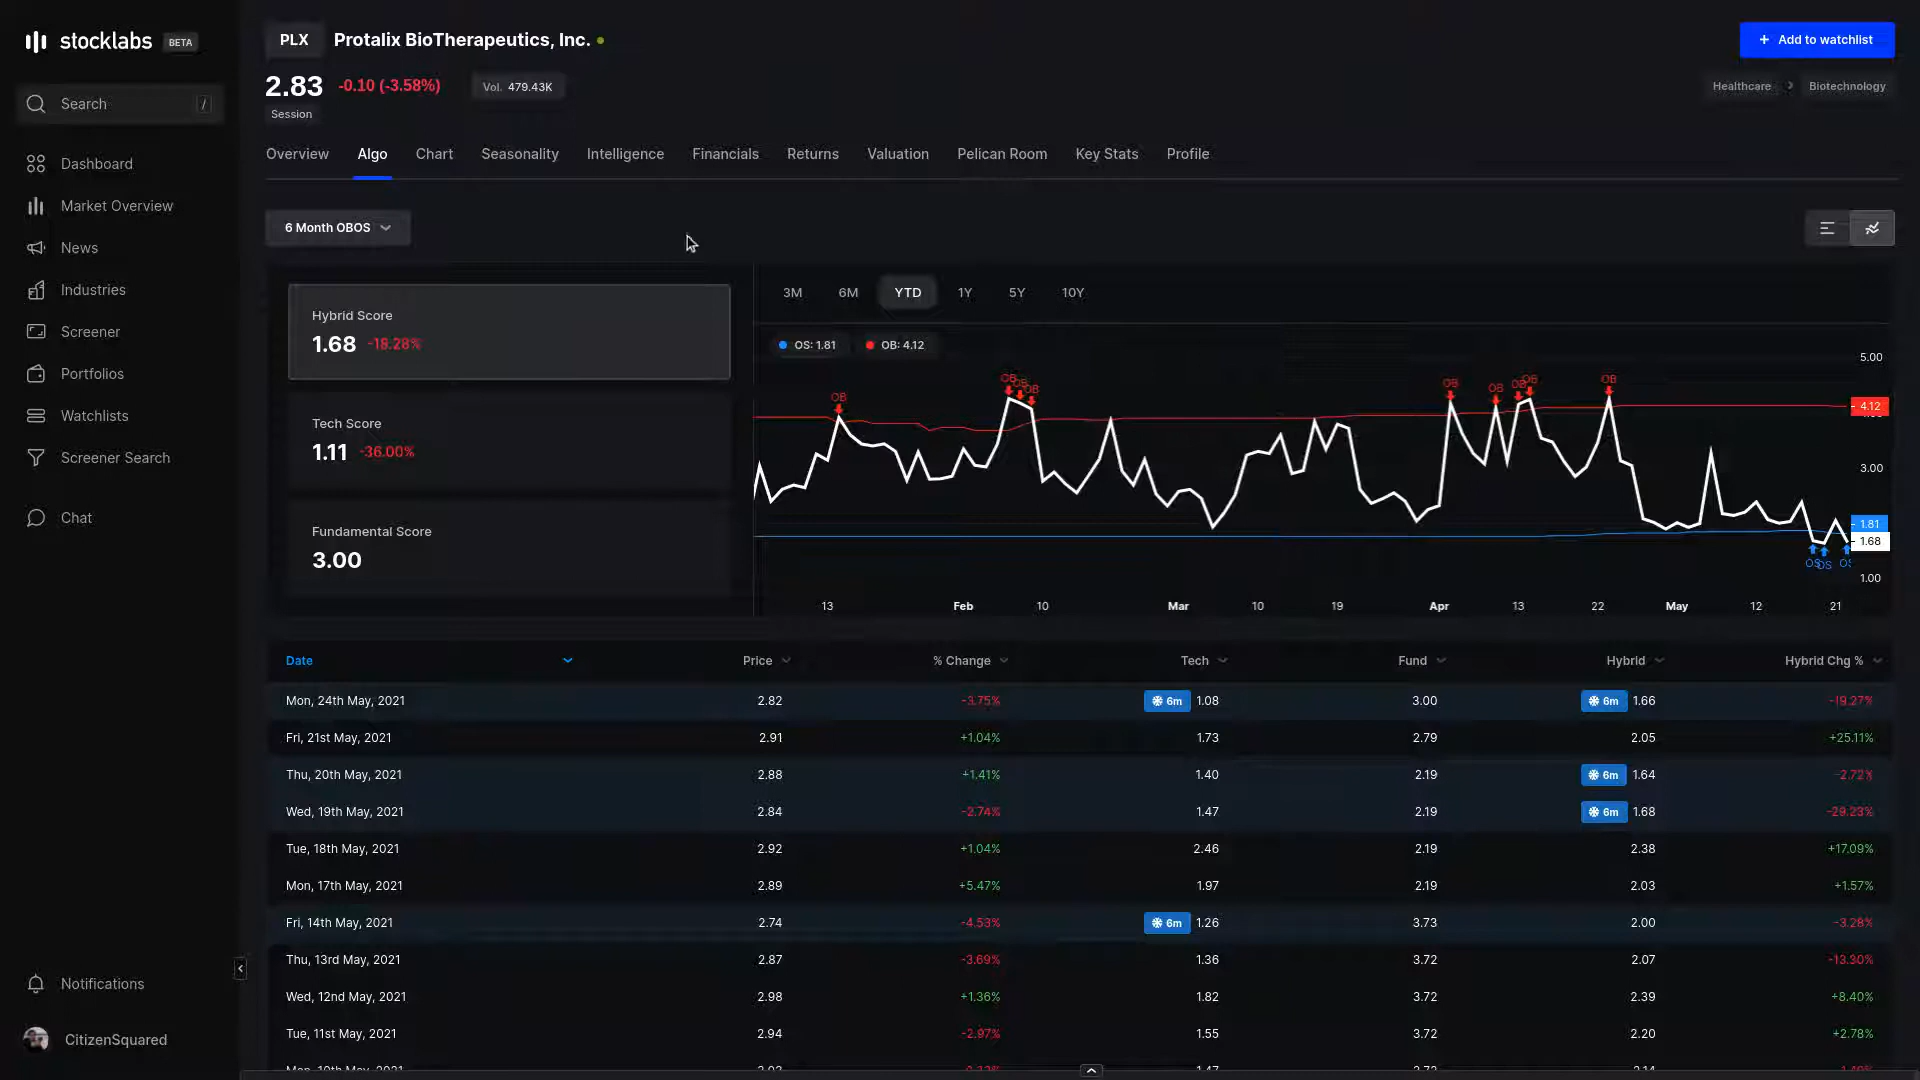 stocklabs BETA
Search /
Dashboard
Market Overview
News
Industries
Screener
Portfolios
Watchlists
Screener Search
Chat
Notifications
CitizenSquared
PLX Protalix BioTherapeutics, Inc.
+ Add to watchlist
2.83 -0.10 (-3.58%) Vol. 479.43K
Session
Healthcare Biotechnology
Overview Algo Chart Seasonality Intelligence Financials Returns Valuation Pelican Room Key Stats Profile
6 Month OBOS
Hybrid Score
1.68 -18.28%
Tech Score
1.11 -36.00%
Fundamental Score
3.00
3M 6M YTD 1Y 5Y 10Y
OS: 1.81 OB: 4.12
5.00
OB OB OB OB OB OB OB OB OB
4.12
3.00
1.81
1.68
OS OS OS
1.00
13 Feb 10 Mar 10 19 Apr 13 22 May 12 21
Date Price % Change Tech Fund Hybrid Hybrid Chg %
Mon, 24th May, 2021 2.82 -3.75% 6m 1.08 3.00 6m 1.66 -19.27%
Fri, 21st May, 2021 2.91 +1.04% 1.73 2.79 2.05 +25.11%
Thu, 20th May, 2021 2.88 +1.41% 1.40 2.19 6m 1.64 -2.72%
Wed, 19th May, 2021 2.84 -2.74% 1.47 2.19 6m 1.68 -29.23%
Tue, 18th May, 2021 2.92 +1.04% 2.46 2.19 2.38 +17.09%
Mon, 17th May, 2021 2.89 +5.47% 1.97 2.19 2.03 +1.57%
Fri, 14th May, 2021 2.74 -4.53% 6m 1.26 3.73 2.00 -3.28%
Thu, 13rd May, 2021 2.87 -3.69% 1.36 3.72 2.07 -13.30%
Wed, 12nd May, 2021 2.98 +1.36% 1.82 3.72 2.39 +8.40%
Tue, 11st May, 2021 2.94 -2.97% 1.55 3.72 2.20 +2.78%